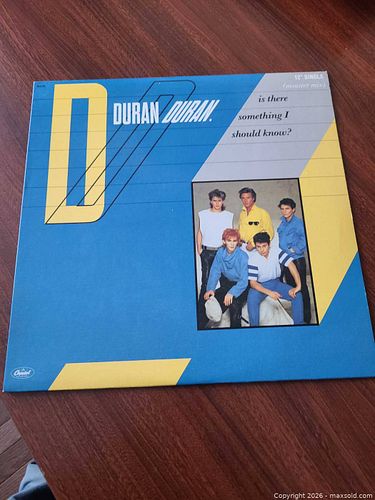 12" SINGLE
(monster mix)
DURAN DURAN.
is there
something I
should know?
D
Capitol
Copyright 2026 - maxsold.com